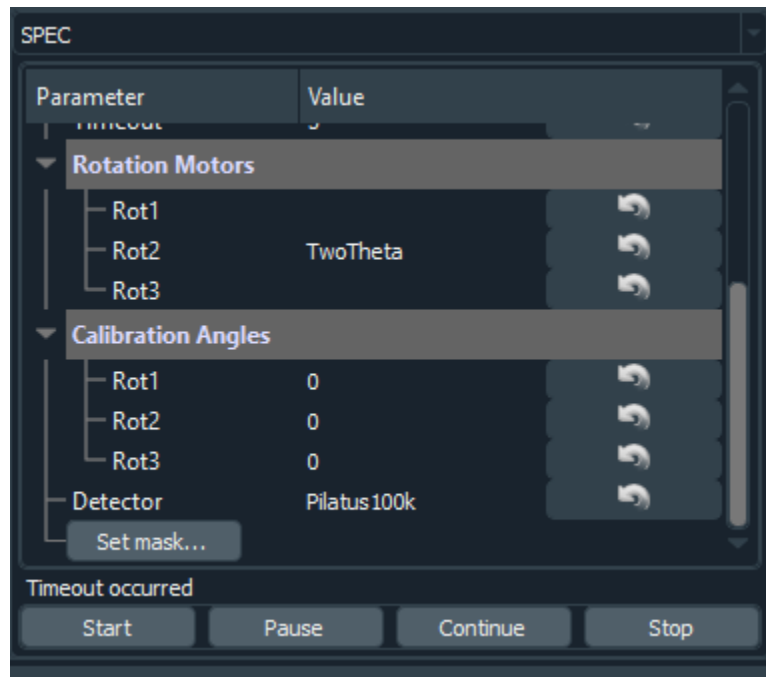 SPEC
Parameter Value
Timeout
Rotation Motors
Rot1
Rot2 TwoTheta
Rot3
Calibration Angles
Rot1 0
Rot2 0
Rot3 0
Detector Pilatus100k
Set mask...
Timeout occurred
Start Pause Continue Stop